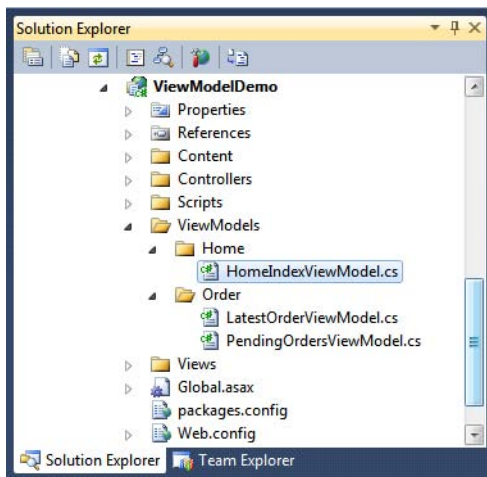 Solution Explorer
ViewModelDemo
Properties
References
Content
Controllers
Scripts
ViewModels
Home
HomeIndexViewModel.cs
Order
LatestOrderViewModel.cs
PendingOrdersViewModel.cs
Views
Global.asax
packages.config
Web.config
Solution Explorer Team Explorer